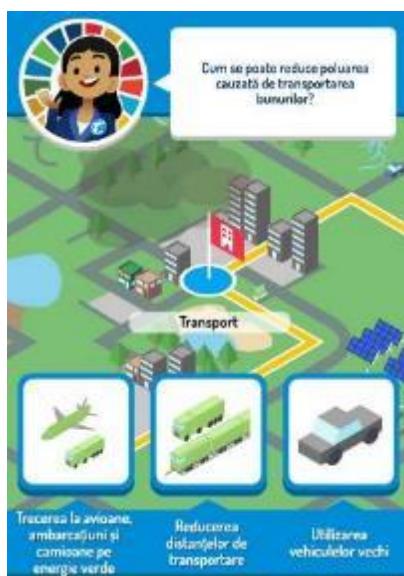 Cum se poate reduce poluarea
cauzată de transportarea
bunurilor?
Transport
Trecerea la avioane,
ambarcațiuni și
camioane pe
energie verde
Reducerea
distanțelor de
transportare
Utilizarea
vehiculelor vechi